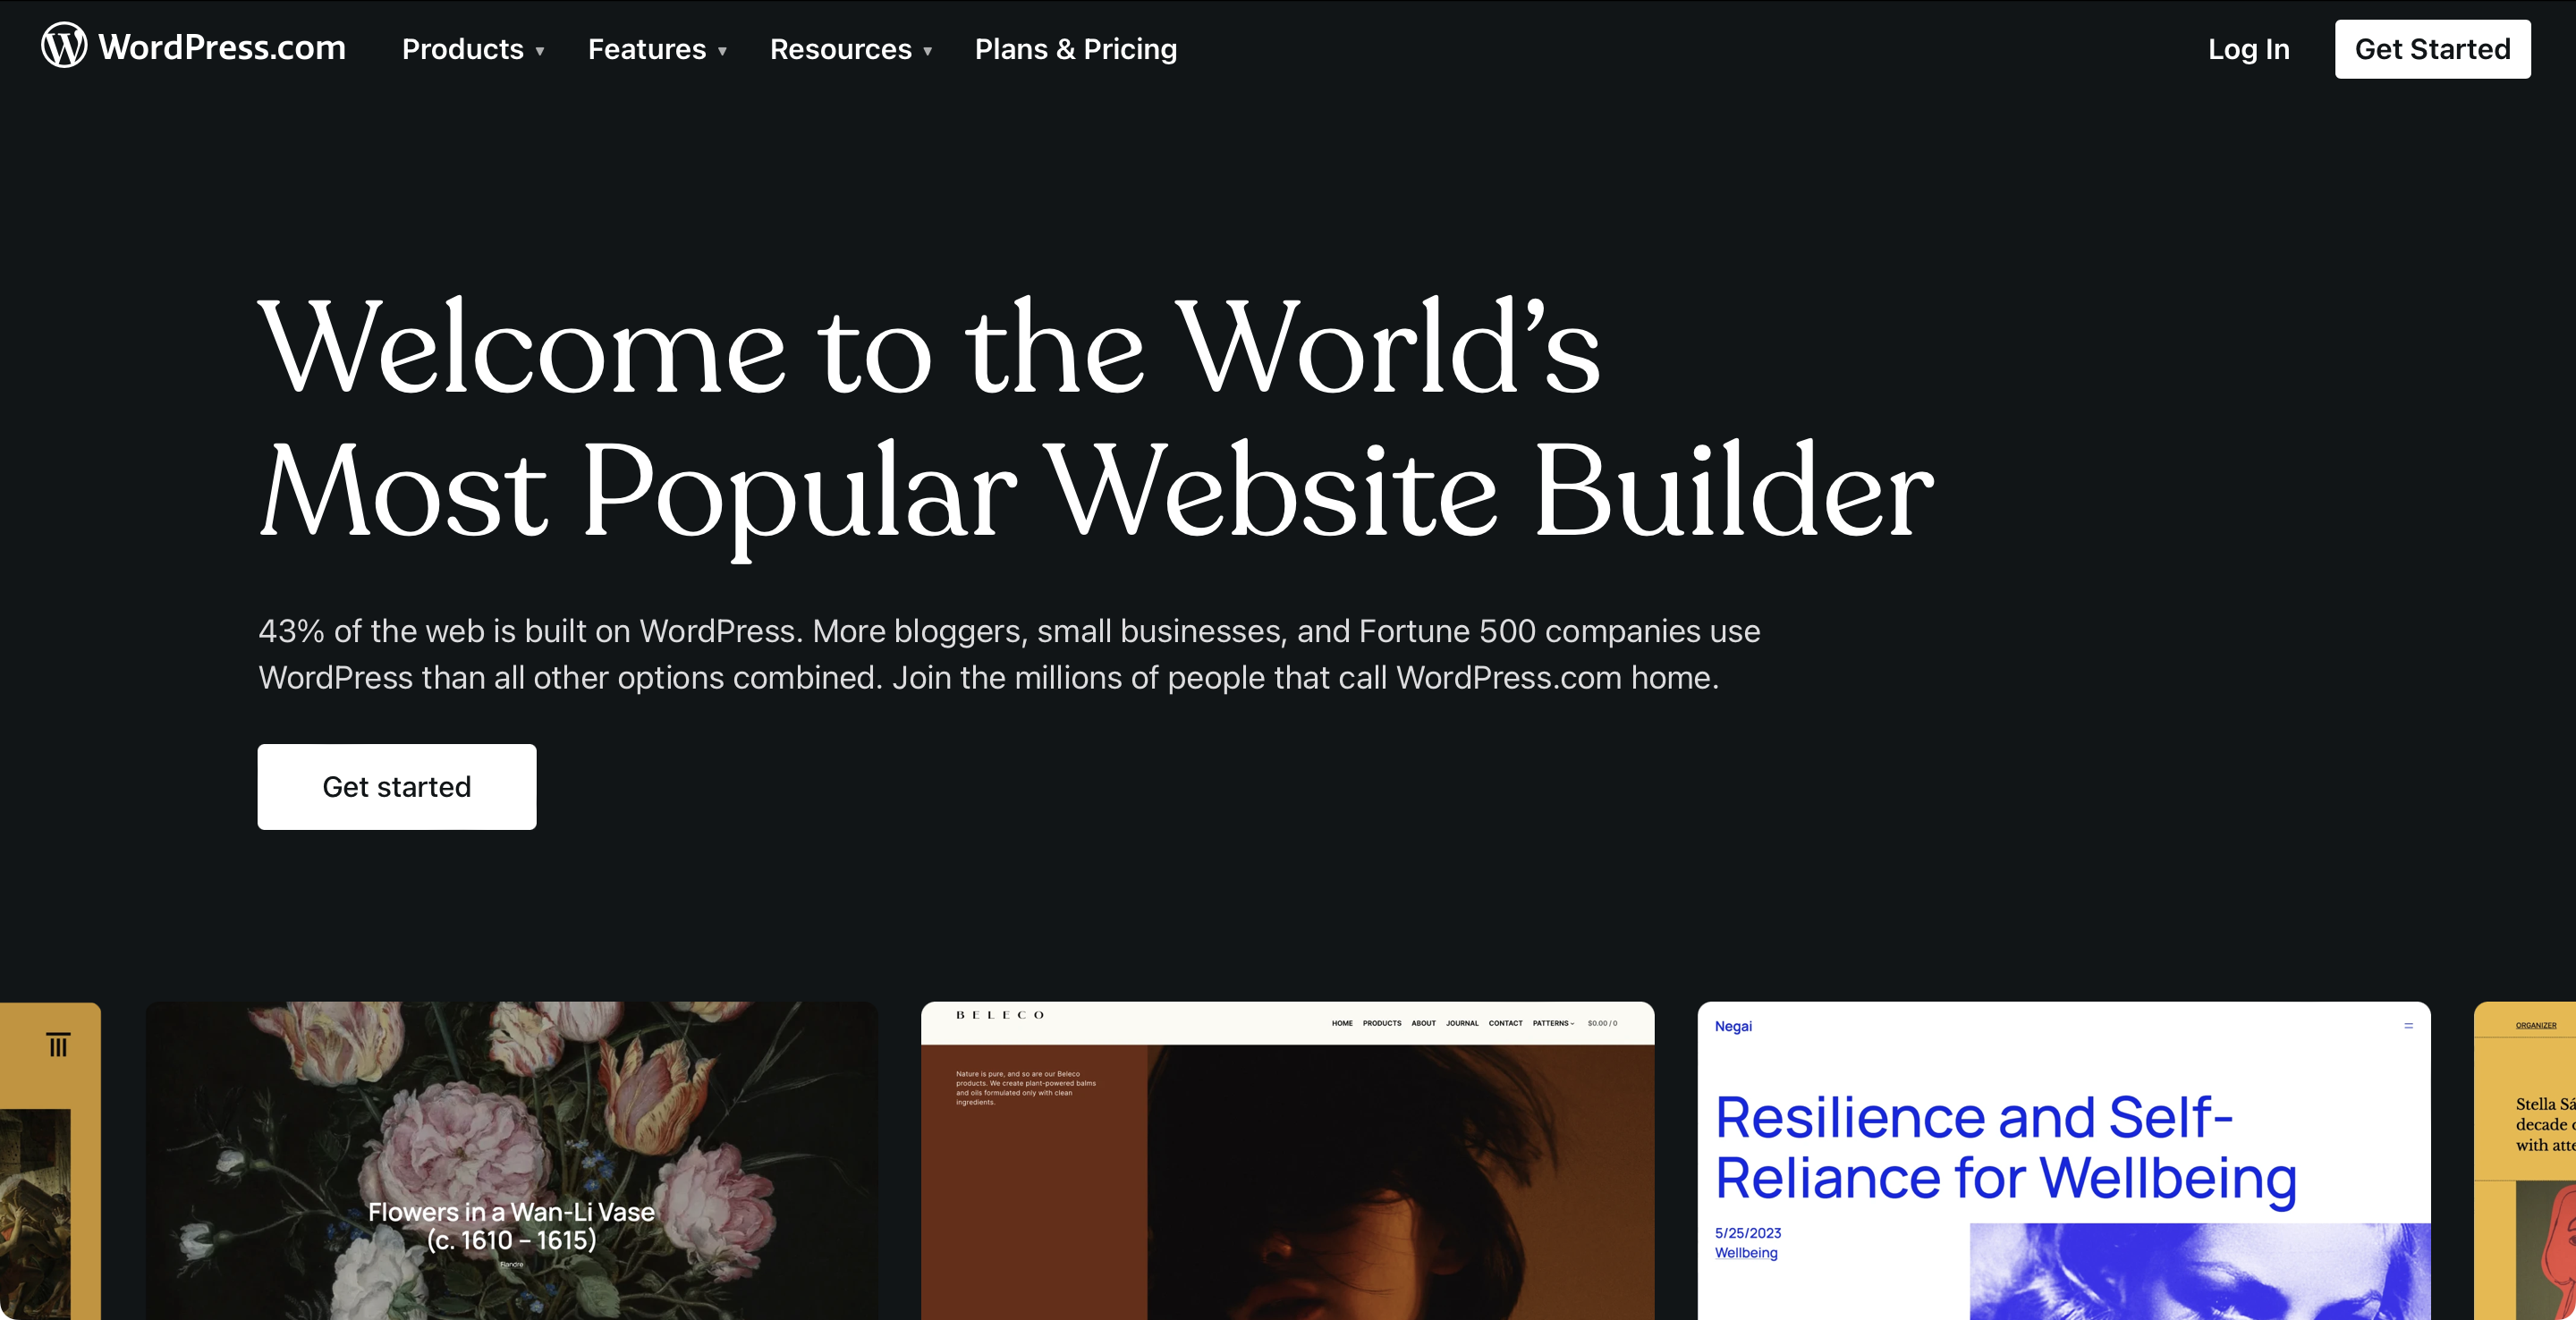 WordPress.com
Products ▾
Features ▾
Resources ▾
Plans & Pricing
Log In
Get Started
Welcome to the World’s
Most Popular Website Builder
43% of the web is built on WordPress. More bloggers, small businesses, and Fortune 500 companies use
WordPress than all other options combined. Join the millions of people that call WordPress.com home.
Get started
Flowers in a Wan-Li Vase
(c. 1610 – 1615)
Flandre
BELECO
HOME PRODUCTS ABOUT JOURNAL CONTACT PATTERNS $0.00 / 0
Nature is pure, and so are our Beleco
products. We create plant-powered balms
and oils formulated only with clean
ingredients.
Negai
Resilience and Self-
Reliance for Wellbeing
5/25/2023
Wellbeing
ORGANIZER
Stella Sá
decade
with atte